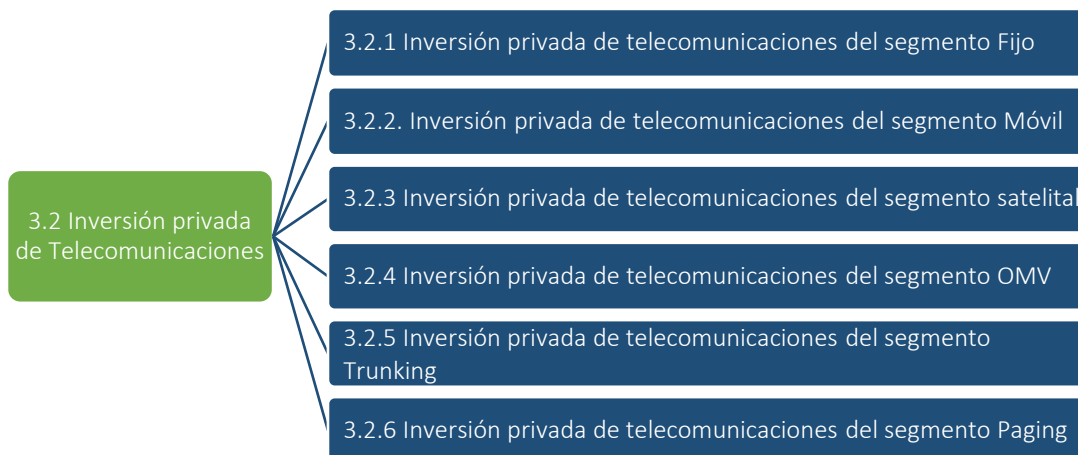 3.2.1 Inversión privada de telecomunicaciones del segmento Fijo
3.2.2. Inversión privada de telecomunicaciones del segmento Móvil
3.2 Inversión privada
de Telecomunicaciones
3.2.3 Inversión privada de telecomunicaciones del segmento satelital
3.2.4 Inversión privada de telecomunicaciones del segmento OMV
3.2.5 Inversión privada de telecomunicaciones del segmento
Trunking
3.2.6 Inversión privada de telecomunicaciones del segmento Paging